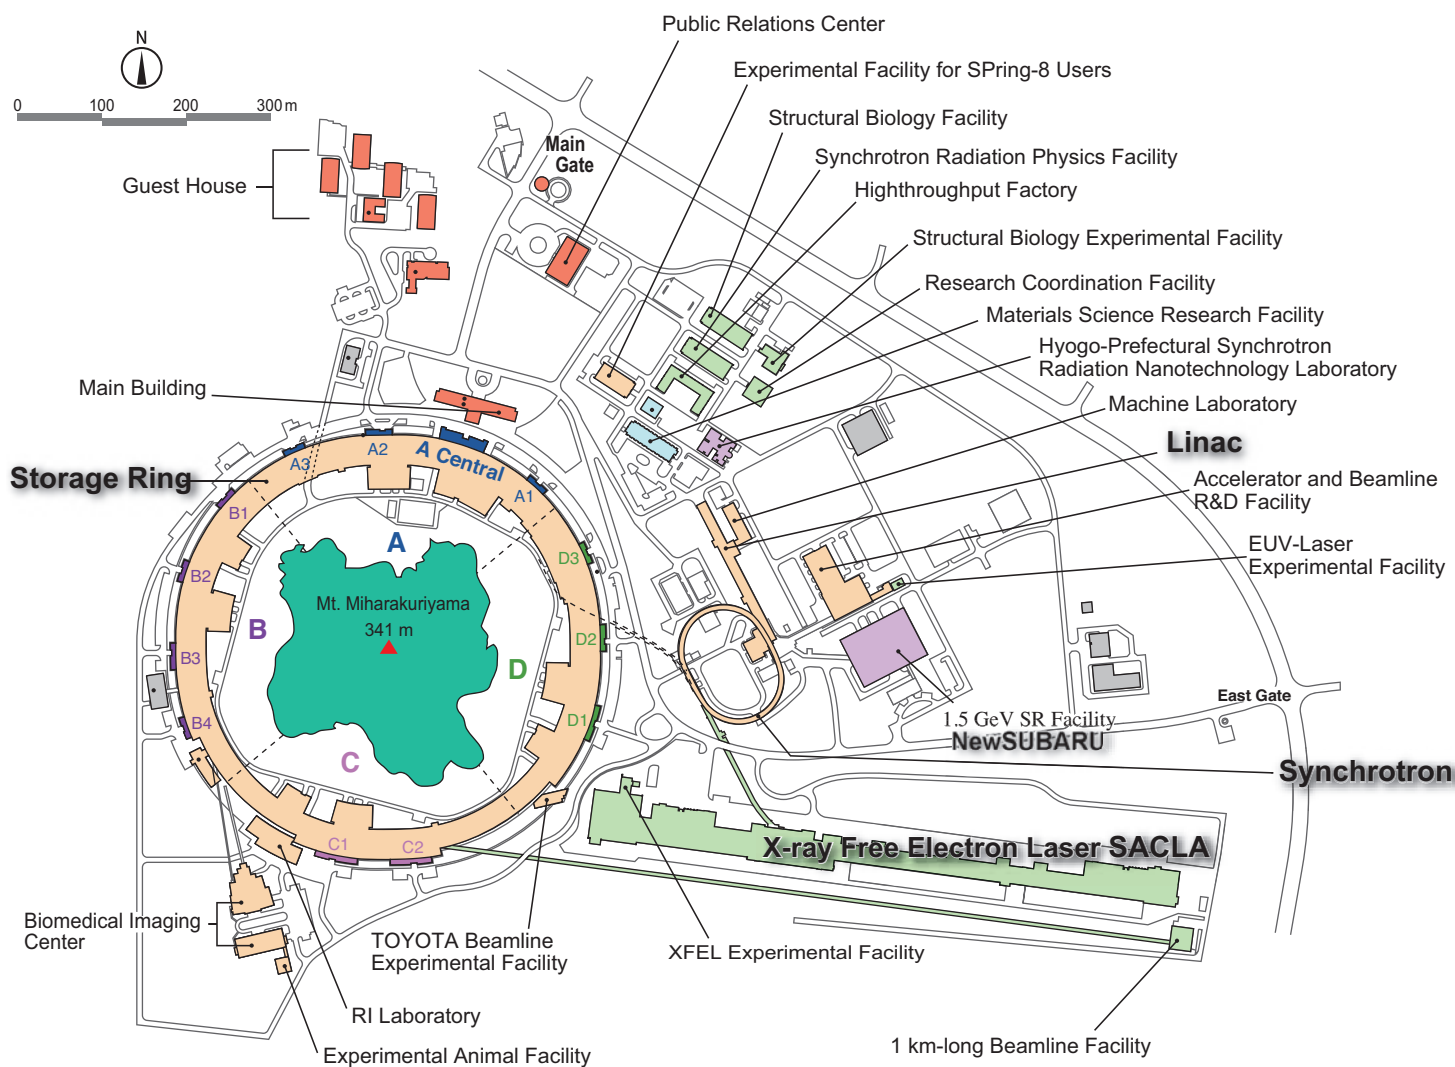 Public Relations Center
N
Experimental Facility for SPring-8 Users
0 100 200 300 m
Structural Biology Facility
Main
Gate
Synchrotron Radiation Physics Facility
Guest House
Highthroughput Factory
Structural Biology Experimental Facility
Research Coordination Facility
Materials Science Research Facility
Hyogo-Prefectural Synchrotron
Radiation Nanotechnology Laboratory
Main Building
Machine Laboratory
Linac
A Central
A2
A3
A1
Storage Ring
Accelerator and Beamline
R&D Facility
B1
A
D3
EUV-Laser
Experimental Facility
B2
Mt. Miharakuriyama
341 m
B
D2
B3
D
East Gate
B4
D1
1.5 GeV SR Facility
NewSUBARU
C
Synchrotron
C1
C2
X-ray Free Electron Laser SACLA
Biomedical Imaging
Center
TOYOTA Beamline
Experimental Facility
XFEL Experimental Facility
RI Laboratory
1 km-long Beamline Facility
Experimental Animal Facility